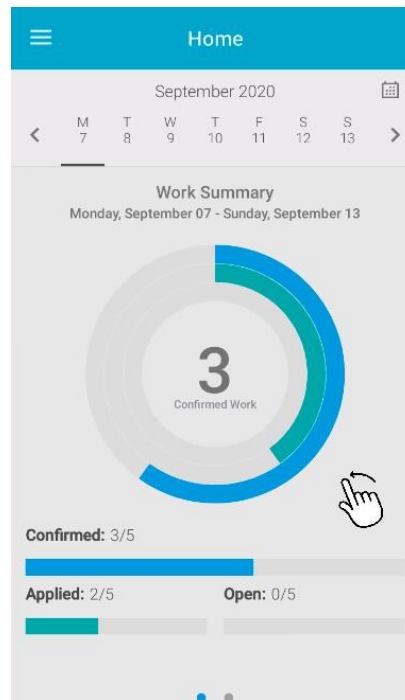 Home
September 2020
M T W T F S S
< 7 8 9 10 11 12 13 >
Work Summary
Monday, September 07 - Sunday, September 13
3
Confirmed Work
Confirmed: 3/5
Applied: 2/5 Open: 0/5